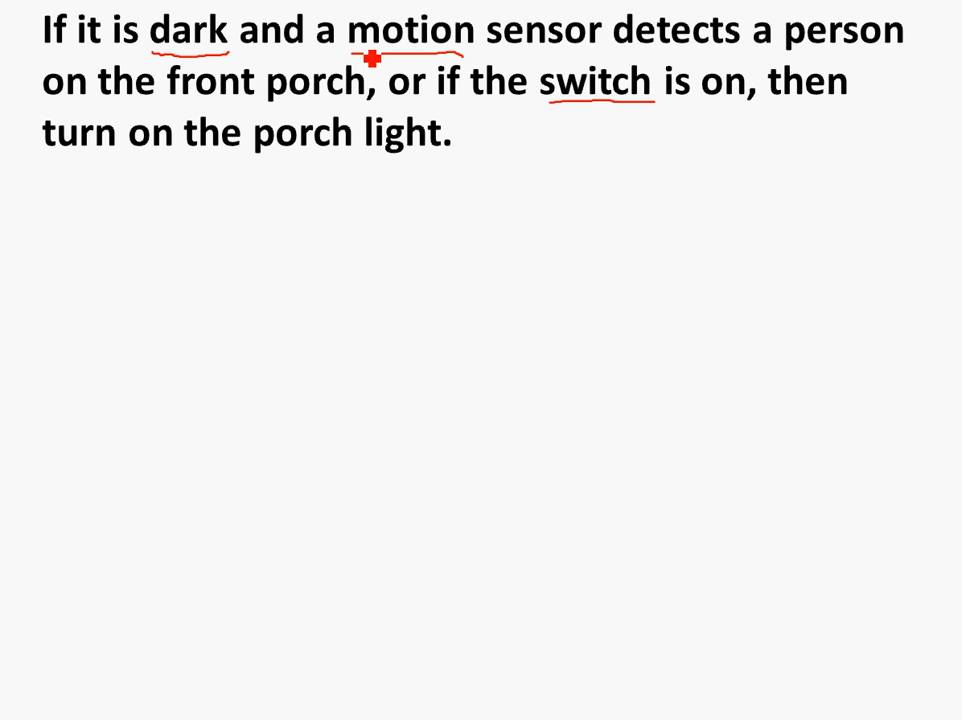 If it is dark and a motion sensor detects a person
on the front porch, or if the switch is on, then
turn on the porch light.